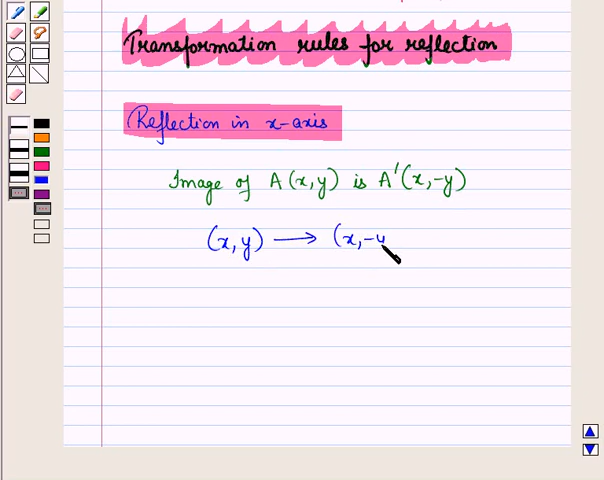 Transformation rules for reflection
Reflection in x-axis
Image of A(x,y) is A'(x,-y)
(x,y) → (x,-y